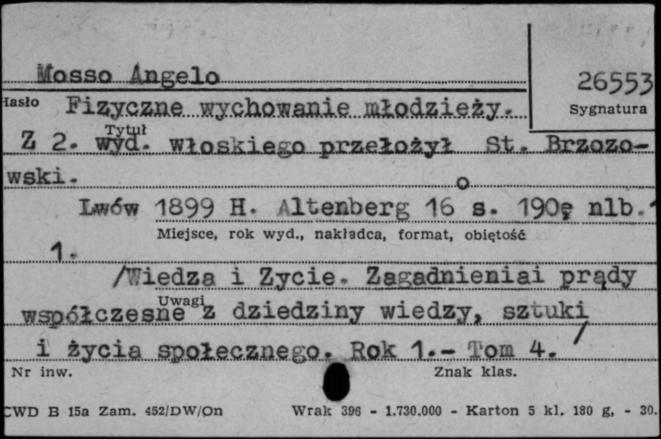 Mosso Angelo
26553
Hasło
Sygnatura
Fizyczne wychowanie młodzieży.
Tytuł
Z 2. wyd. włoskiego przełożył St. Brzozo-
wski.
Lwów 1899 H. Altenberg 16 o s. 190, nlb.
Miejsce, rok wyd., nakładca, format, objętość
1.
/Wiedza i Zycie. Zagadnieniai prądy
Uwagi
współczesne z dziedziny wiedzy, sztuki
i życia społecznego. Rok 1.- Tom 4. /
Nr inw.
Znak klas.
CWD B 15a Zam. 452/DW/On Wrak 396 - 1.730.000 - Karton 5 kl. 180 g. - 30.